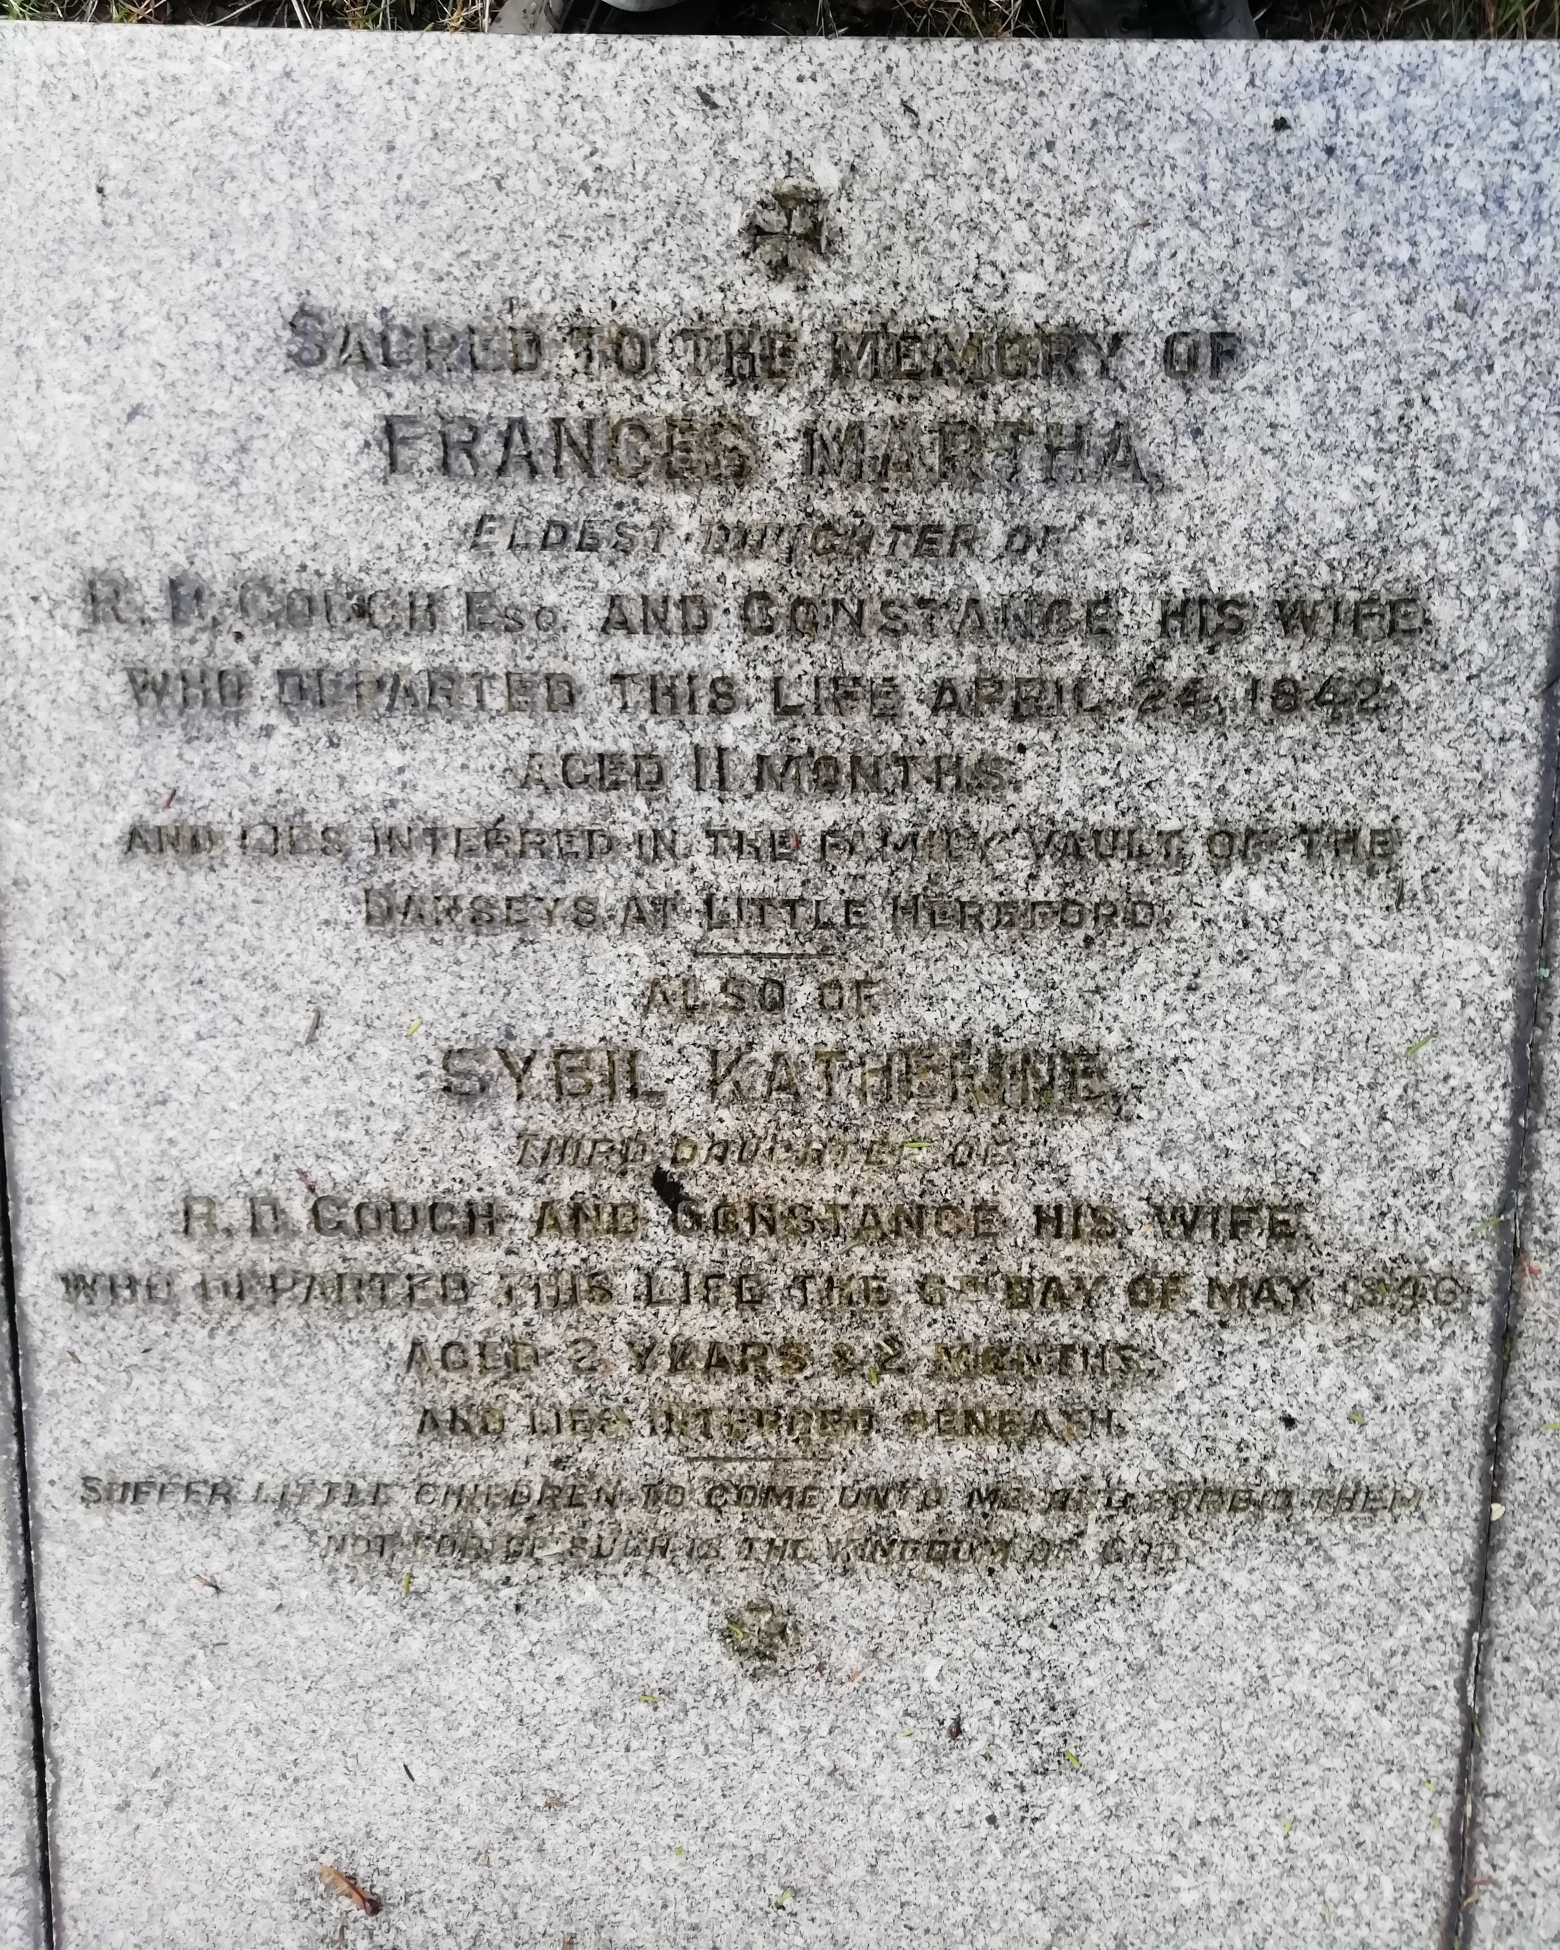 SACRED TO THE MEMORY OF
FRANCES MARTHA,
ELDEST DAUGHTER OF
R. D. GOUGH ESQ. AND CONSTANCE HIS WIFE
WHO DEPARTED THIS LIFE APRIL 24, 1842
AGED 11 MONTHS.
AND LIES INTERRED IN THE FAMILY VAULT OF THE
DANSEYS AT LITTLE HEREFORD.
ALSO OF
SYBIL KATHERINE,
THIRD DAUGHTER OF
R. D. GOUGH AND CONSTANCE HIS WIFE
WHO DEPARTED THIS LIFE THE 6TH DAY OF MAY
AGED 2 YEARS & 2 MONTHS
AND LIES INTERRED BENEATH.
SUFFER LITTLE CHILDREN TO COME UNTO ME AND FORBID THEM
NOT FOR OF SUCH IS THE KINGDOM OF GOD